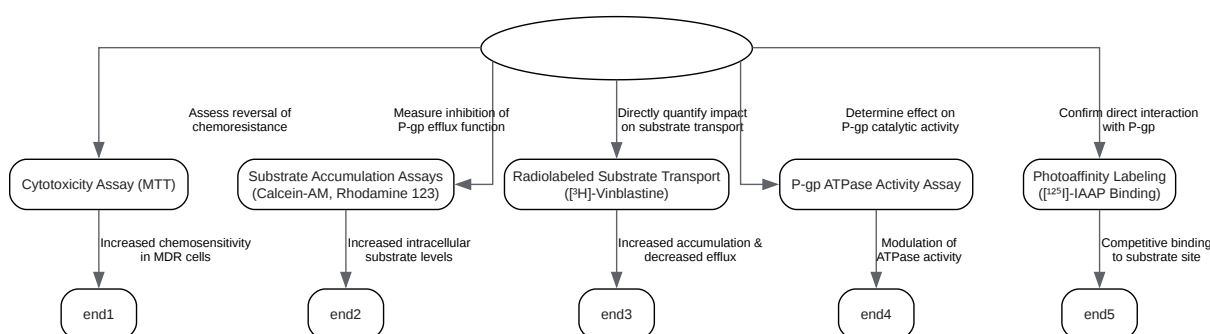 Assess reversal of
chemoresistance
Measure inhibition of
P-gp efflux function
Directly quantify impact
on substrate transport
Determine effect on
P-gp catalytic activity
Confirm direct interaction
with P-gp
Cytotoxicity Assay (MTT)
Substrate Accumulation Assays
(Calcein-AM, Rhodamine 123)
Radiolabeled Substrate Transport
([³H]-Vinblastine)
P-gp ATPase Activity Assay
Photoaffinity Labeling
([¹²⁵I]-IAAP Binding)
Increased chemosensitivity
in MDR cells
Increased intracellular
substrate levels
Increased accumulation &
decreased efflux
Modulation of
ATPase activity
Competitive binding
to substrate site
end1
end2
end3
end4
end5